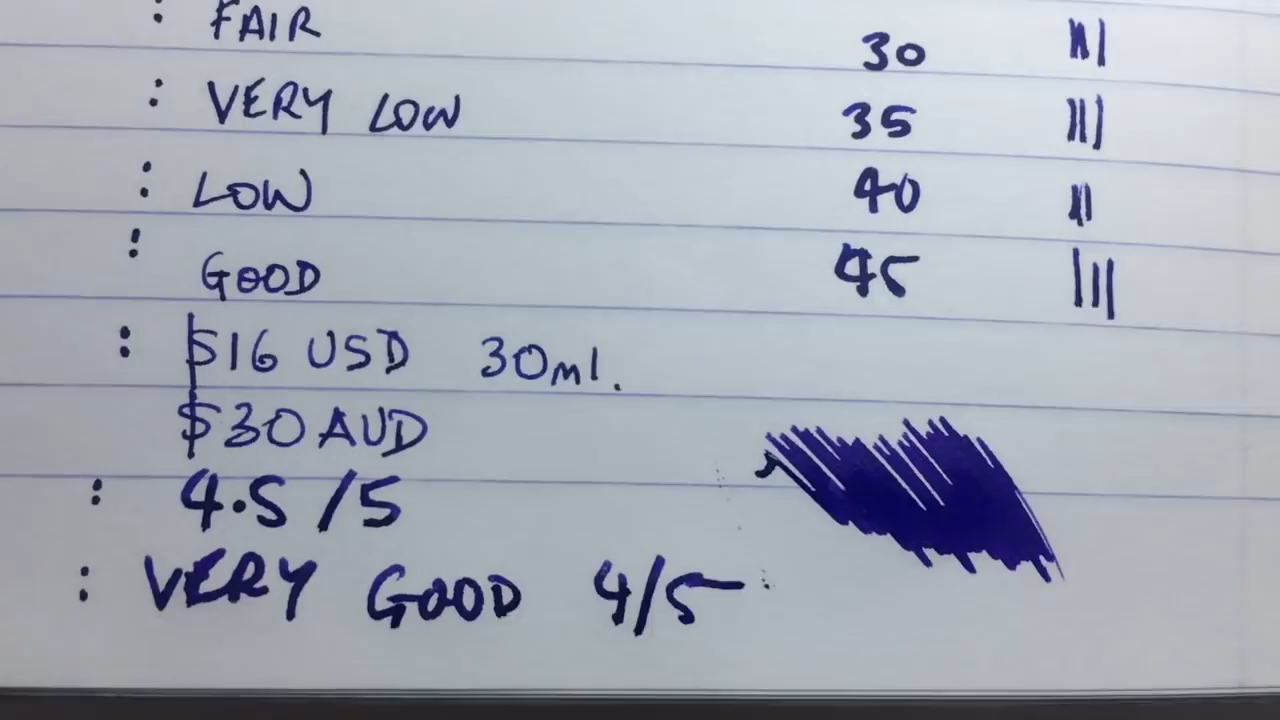 : FAIR 30
: VERY LOW 35
: LOW 40
: GOOD 45
: $16 USD 30ml.
$30 AUD
: 4.5/5
: VERY GOOD 4/5